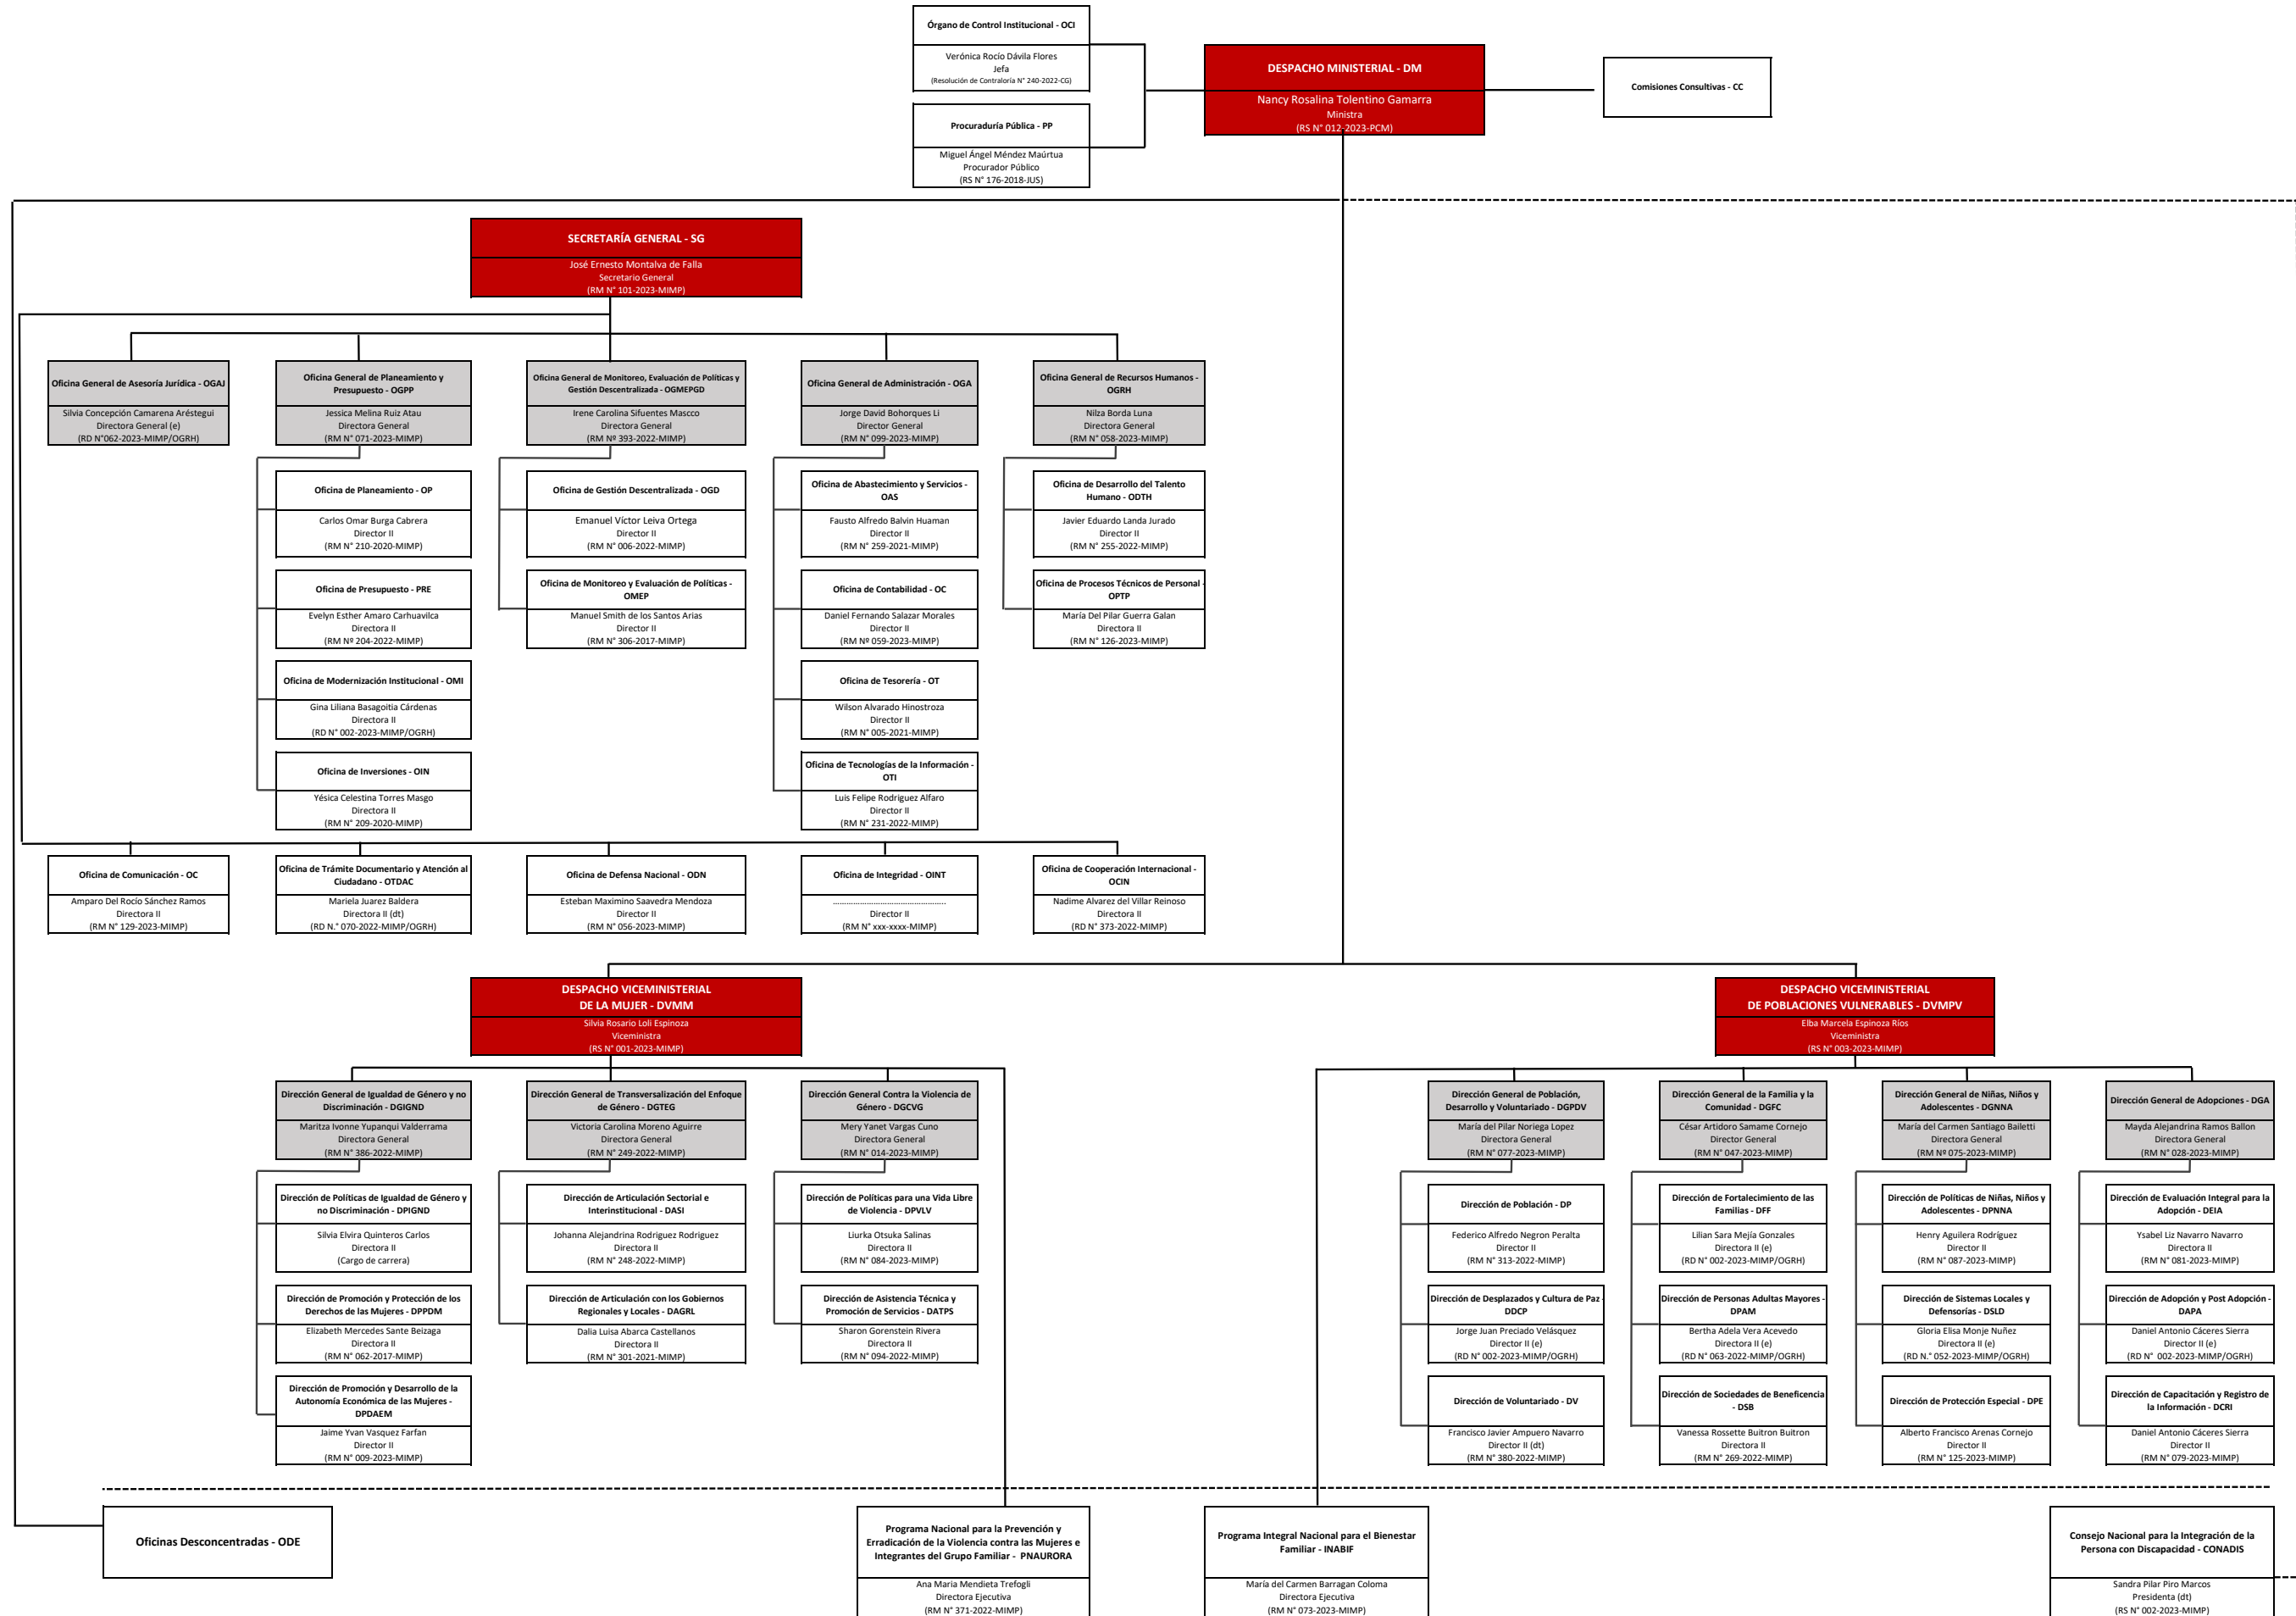 Órgano de Control Institucional - OCI
Verónica Rocío Dávila Flores
Jefa
(Resolución de Contraloría N° 240-2022-CG)
DESPACHO MINISTERIAL - DM
Nancy Rosalina Tolentino Gamarra
Ministra
(RS N° 012-2023-PCM)
Comisiones Consultivas - CC
Procuraduría Pública - PP
Miguel Ángel Méndez Maúrtua
Procurador Público
(RS N° 176-2018-JUS)
SECRETARÍA GENERAL - SG
José Ernesto Montalva de Falla
Secretario General
(RM N° 101-2023-MIMP)
Oficina General de Asesoría Jurídica - OGAJ
Silvia Concepción Camarena Aréstegui
Directora General (e)
(RD N°062-2023-MIMP/OGRH)
Oficina General de Planeamiento y
Presupuesto - OGPP
Jessica Melina Ruiz Atau
Directora General
(RM N° 071-2023-MIMP)
Oficina General de Monitoreo, Evaluación de Políticas y
Gestión Descentralizada - OGMEPGD
Irene Carolina Sifuentes Mascco
Directora General
(RM Nº 393-2022-MIMP)
Oficina General de Administración - OGA
Jorge David Bohorques Li
Director General
(RM N° 099-2023-MIMP)
Oficina General de Recursos Humanos -
OGRH
Nilza Borda Luna
Directora General
(RM N° 058-2023-MIMP)
Oficina de Planeamiento - OP
Carlos Omar Burga Cabrera
Director II
(RM N° 210-2020-MIMP)
Oficina de Gestión Descentralizada - OGD
Emanuel Víctor Leiva Ortega
Director II
(RM N° 006-2022-MIMP)
Oficina de Abastecimiento y Servicios -
OAS
Fausto Alfredo Balvin Huaman
Director II
(RM N° 259-2021-MIMP)
Oficina de Desarrollo del Talento
Humano - ODTH
Javier Eduardo Landa Jurado
Director II
(RM N° 255-2022-MIMP)
Oficina de Presupuesto - PRE
Evelyn Esther Amaro Carhuavilca
Directora II
(RM Nº 204-2022-MIMP)
Oficina de Monitoreo y Evaluación de Políticas -
OMEP
Manuel Smith de los Santos Arias
Director II
(RM N° 306-2017-MIMP)
Oficina de Contabilidad - OC
Daniel Fernando Salazar Morales
Director II
(RM Nº 059-2023-MIMP)
Oficina de Procesos Técnicos de Personal -
OPTP
María Del Pilar Guerra Galan
Directora II
(RM N° 126-2023-MIMP)
Oficina de Modernización Institucional - OMI
Gina Liliana Basagoitia Cárdenas
Directora II
(RD N° 002-2023-MIMP/OGRH)
Oficina de Tesorería - OT
Wilson Alvarado Hinostroza
Director II
(RM N° 005-2021-MIMP)
Oficina de Inversiones - OIN
Yésica Celestina Torres Masgo
Directora II
(RM N° 209-2020-MIMP)
Oficina de Tecnologías de la Información -
OTI
Luis Felipe Rodriguez Alfaro
Director II
(RM N° 231-2022-MIMP)
Oficina de Comunicación - OC
Amparo Del Rocío Sánchez Ramos
Directora II
(RM N° 129-2023-MIMP)
Oficina de Trámite Documentario y Atención al
Ciudadano - OTDAC
Mariela Juarez Baldera
Directora II (dt)
(RD N.° 070-2022-MIMP/OGRH)
Oficina de Defensa Nacional - ODN
Esteban Maximino Saavedra Mendoza
Director II
(RM N° 056-2023-MIMP)
Oficina de Integridad - OINT
................................................
Director II
(RM N° xxx-xxxx-MIMP)
Oficina de Cooperación Internacional -
OCIN
Nadime Alvarez del Villar Reinoso
Directora II
(RD N° 373-2022-MIMP)
DESPACHO VICEMINISTERIAL
DE LA MUJER - DVMM
Silvia Rosario Loli Espinoza
Viceministra
(RS N° 001-2023-MIMP)
DESPACHO VICEMINISTERIAL
DE POBLACIONES VULNERABLES - DVMPV
Elba Marcela Espinoza Ríos
Viceministra
(RS N° 003-2023-MIMP)
Dirección General de Igualdad de Género y no
Discriminación - DGIGND
Maritza Ivonne Yupanqui Valderrama
Directora General
(RM N° 386-2022-MIMP)
Dirección General de Transversalización del Enfoque
de Género - DGTEG
Victoria Carolina Moreno Aguirre
Directora General
(RM N° 249-2022-MIMP)
Dirección General Contra la Violencia de
Género - DGCVG
Mery Yanet Vargas Cuno
Directora General
(RM N° 014-2023-MIMP)
Dirección General de Población,
Desarrollo y Voluntariado - DGPDV
María del Pilar Noriega Lopez
Directora General
(RM N° 077-2023-MIMP)
Dirección General de la Familia y la
Comunidad - DGFC
César Artidoro Samame Cornejo
Director General
(RM N° 047-2023-MIMP)
Dirección General de Niñas, Niños y
Adolescentes - DGNNA
María del Carmen Santiago Bailetti
Directora General
(RM Nº 075-2023-MIMP)
Dirección General de Adopciones - DGA
Mayda Alejandrina Ramos Ballon
Directora General
(RM N° 028-2023-MIMP)
Dirección de Políticas de Igualdad de Género y
no Discriminación - DPIGND
Silvia Elvira Quinteros Carlos
Directora II
(Cargo de carrera)
Dirección de Articulación Sectorial e
Interinstitucional - DASI
Johanna Alejandrina Rodriguez Rodriguez
Directora II
(RM N° 248-2022-MIMP)
Dirección de Políticas para una Vida Libre
de Violencia - DPVLV
Liurka Otsuka Salinas
Directora II
(RM N° 084-2023-MIMP)
Dirección de Población - DP
Federico Alfredo Negron Peralta
Director II
(RM N° 313-2022-MIMP)
Dirección de Fortalecimiento de las
Familias - DFF
Lilian Sara Mejía Gonzales
Directora II (e)
(RD N° 002-2023-MIMP/OGRH)
Dirección de Políticas de Niñas, Niños y
Adolescentes - DPNNA
Henry Aguilera Rodríguez
Director II
(RM N° 087-2023-MIMP)
Dirección de Evaluación Integral para la
Adopción - DEIA
Ysabel Liz Navarro Navarro
Directora II
(RM N° 081-2023-MIMP)
Dirección de Promoción y Protección de los
Derechos de las Mujeres - DPPDM
Elizabeth Mercedes Sante Beizaga
Directora II
(RM N° 062-2017-MIMP)
Dirección de Articulación con los Gobiernos
Regionales y Locales - DAGRL
Dalia Luisa Abarca Castellanos
Directora II
(RM N° 301-2021-MIMP)
Dirección de Asistencia Técnica y
Promoción de Servicios - DATPS
Sharon Gorenstein Rivera
Directora II
(RM N° 094-2022-MIMP)
Dirección de Desplazados y Cultura de Paz -
DDCP
Jorge Juan Preciado Velásquez
Director II (e)
(RD N° 002-2023-MIMP/OGRH)
Dirección de Personas Adultas Mayores -
DPAM
Bertha Adela Vera Acevedo
Directora II (e)
(RD N° 063-2022-MIMP/OGRH)
Dirección de Sistemas Locales y
Defensorías - DSLD
Gloria Elisa Monje Nuñez
Directora II (e)
(RD N.° 052-2023-MIMP/OGRH)
Dirección de Adopción y Post Adopción -
DAPA
Daniel Antonio Cáceres Sierra
Director II (e)
(RD N° 002-2023-MIMP/OGRH)
Dirección de Promoción y Desarrollo de la
Autonomía Económica de las Mujeres -
DPDAEM
Jaime Yvan Vasquez Farfan
Director II
(RM N° 009-2023-MIMP)
Dirección de Voluntariado - DV
Francisco Javier Ampuero Navarro
Director II (dt)
(RM N° 380-2022-MIMP)
Dirección de Sociedades de Beneficencia
- DSB
Vanessa Rossette Buitron Buitron
Directora II
(RM N° 269-2022-MIMP)
Dirección de Protección Especial - DPE
Alberto Francisco Arenas Cornejo
Director II
(RM N° 125-2023-MIMP)
Dirección de Capacitación y Registro de
la Información - DCRI
Daniel Antonio Cáceres Sierra
Director II
(RM N° 079-2023-MIMP)
Oficinas Desconcentradas - ODE
Programa Nacional para la Prevención y
Erradicación de la Violencia contra las Mujeres e
Integrantes del Grupo Familiar - PNAURORA
Ana Maria Mendieta Trefogli
Directora Ejecutiva
(RM N° 371-2022-MIMP)
Programa Integral Nacional para el Bienestar
Familiar - INABIF
María del Carmen Barragan Coloma
Directora Ejecutiva
(RM N° 073-2023-MIMP)
Consejo Nacional para la Integración de la
Persona con Discapacidad - CONADIS
Sandra Pilar Piro Marcos
Presidenta (dt)
(RS N° 002-2023-MIMP)